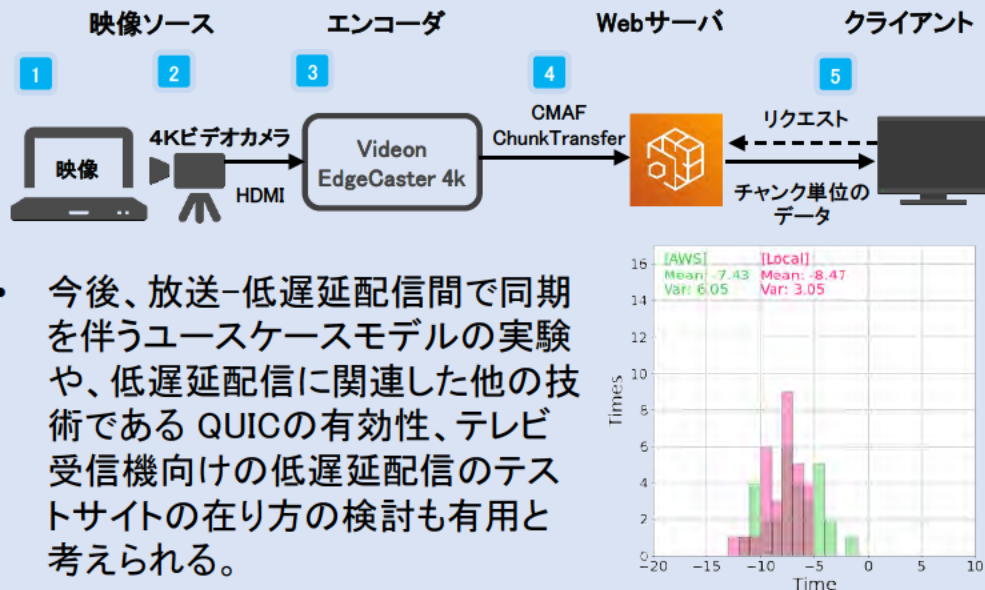 映像ソース
エンコーダ
Webサーバ
クライアント
1
2
3
4
5
映像
4Kビデオカメラ
HDMI
Videon
EdgeCaster 4k
CMAF
ChunkTransfer
リクエスト
チャンク単位の
データ
• 今後、放送-低遅延配信間で同期
を伴うユースケースモデルの実験
や、低遅延配信に関連した他の技
術である QUICの有効性、テレビ
受信機向けの低遅延配信のテス
トサイトの在り方の検討も有用と
考えられる。
[AWS] [Local]
Mean: -7.43 Mean: -8.47
Var: 6.05 Var: 3.05
16
14
12
10
8
6
4
2
0
Times
-20 -15 -10 -5 0 5 10
Time